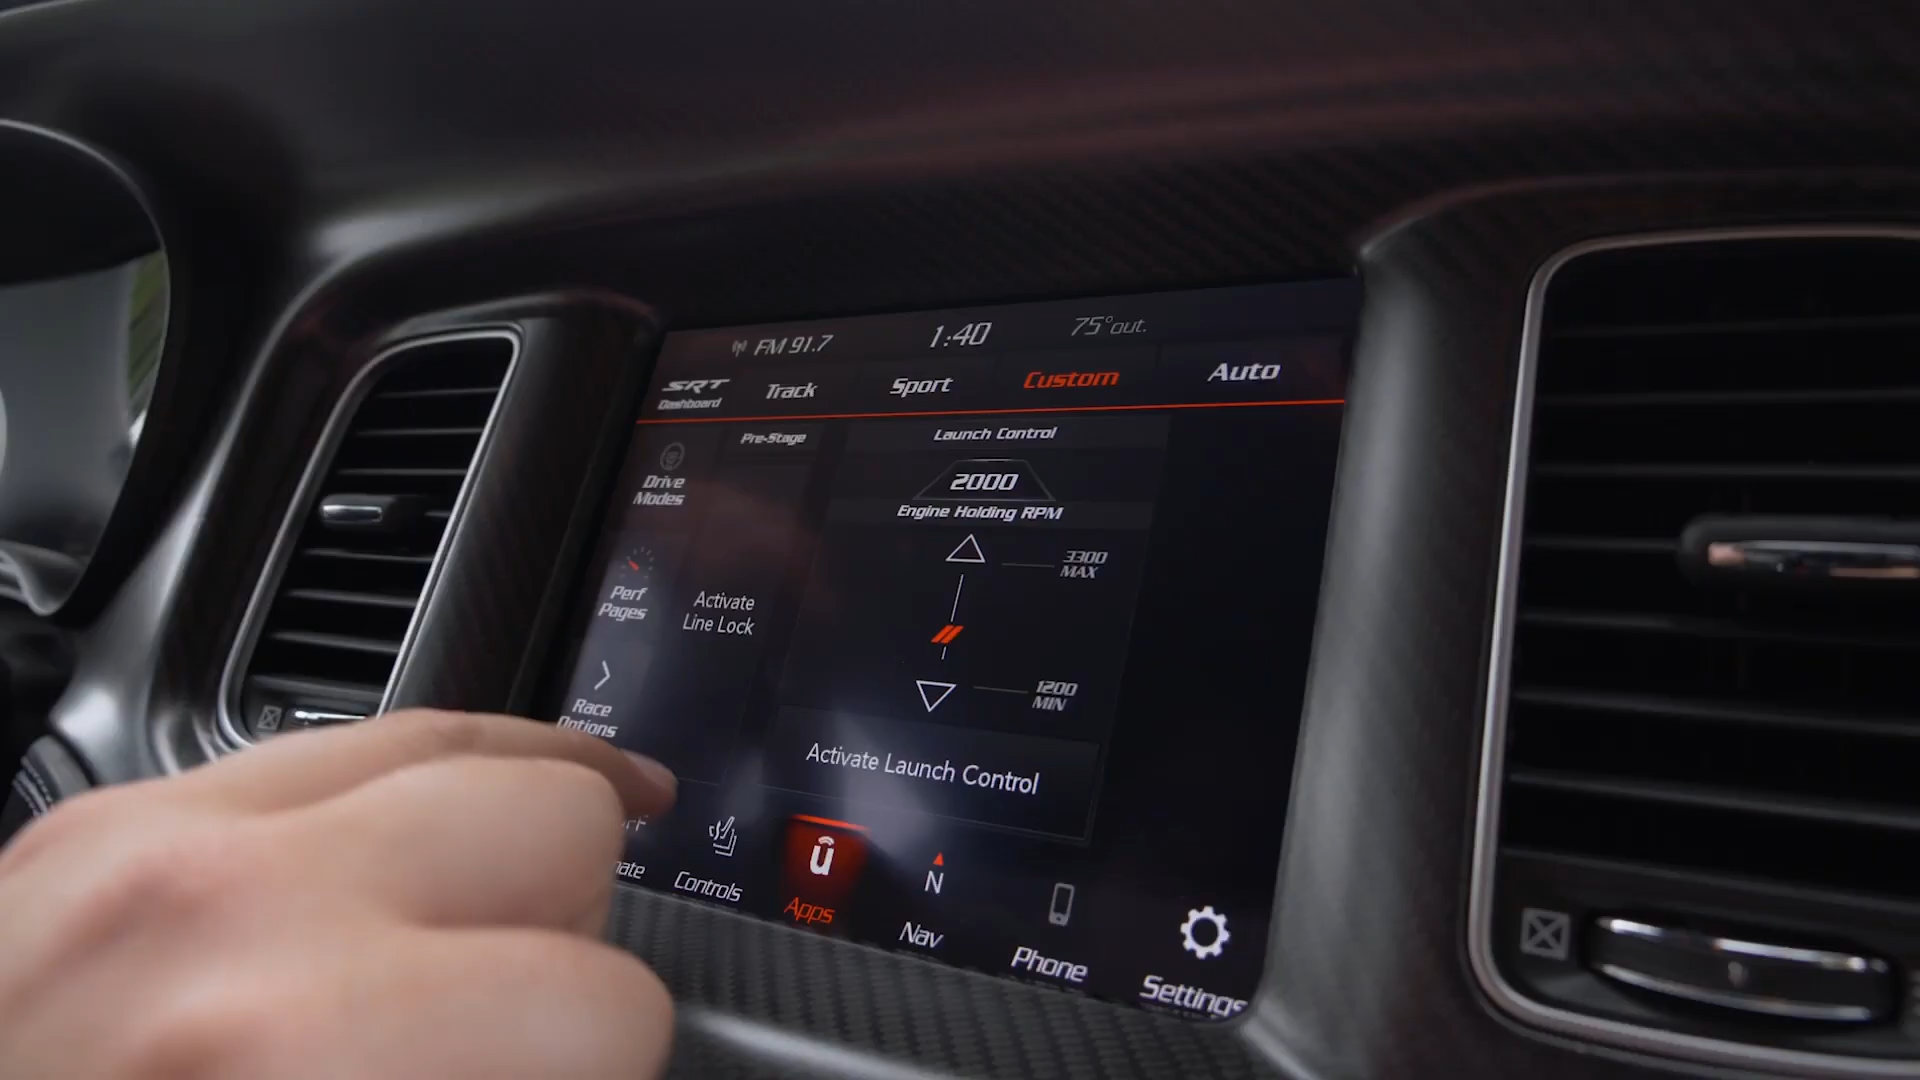 FM 91.7
1:40
75°out.
SRT
Dashboard
Track
Sport
Custom
Auto
Drive
Modes
Perf
Pages
Race
Options
Pre-Stage
Activate
Line Lock
Launch Control
2000
Engine Holding RPM
3300
MAX
1200
MIN
Activate Launch Control
Controls
û
Apps
N
Nav
Phone
Settings